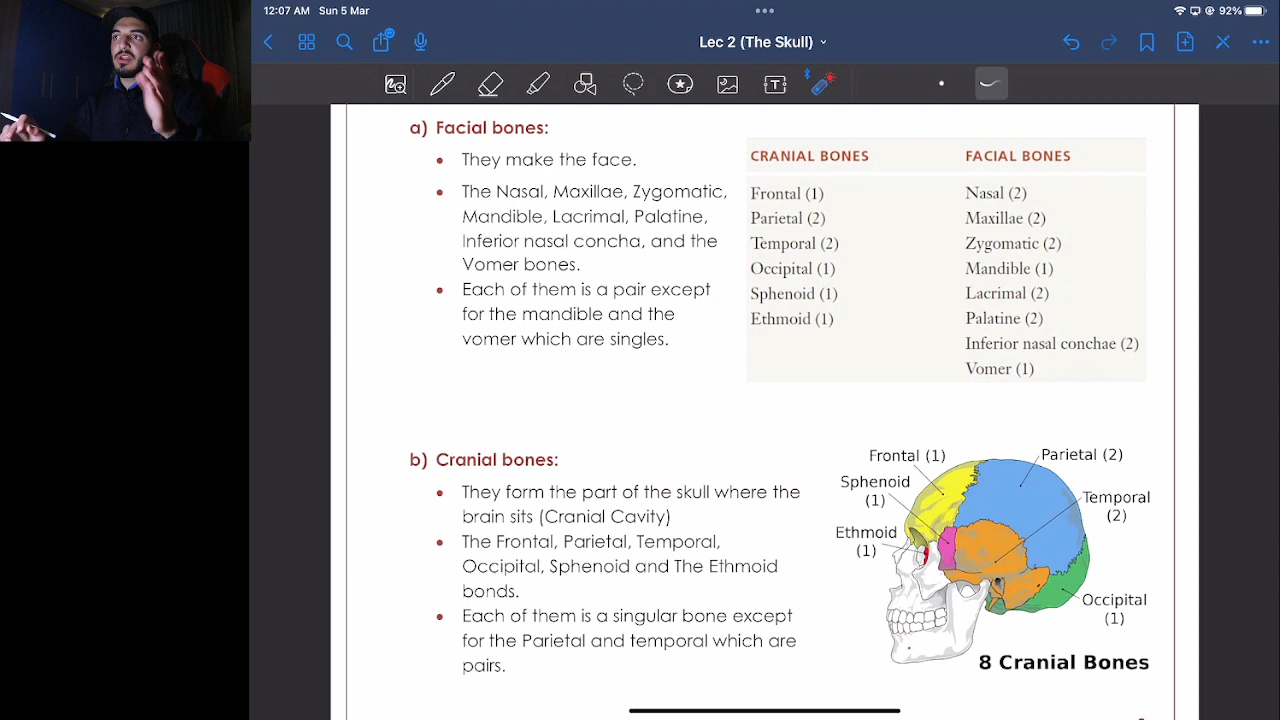 12:07 AM Sun 5 Mar
92%
Lec 2 (The Skull)
a) Facial bones:
• They make the face.
• The Nasal, Maxillae, Zygomatic,
Mandible, Lacrimal, Palatine,
Inferior nasal concha, and the
Vomer bones.
• Each of them is a pair except
for the mandible and the
vomer which are singles.
CRANIAL BONES FACIAL BONES
Frontal (1) Nasal (2)
Parietal (2) Maxillae (2)
Temporal (2) Zygomatic (2)
Occipital (1) Mandible (1)
Sphenoid (1) Lacrimal (2)
Ethmoid (1) Palatine (2)
Inferior nasal conchae (2)
Vomer (1)
b) Cranial bones:
• They form the part of the skull where the
brain sits (Cranial Cavity)
• The Frontal, Parietal, Temporal,
Occipital, Sphenoid and The Ethmoid
bonds.
• Each of them is a singular bone except
for the Parietal and temporal which are
pairs.
Frontal (1)
Parietal (2)
Sphenoid
(1)
Temporal
(2)
Ethmoid
(1)
Occipital
(1)
8 Cranial Bones